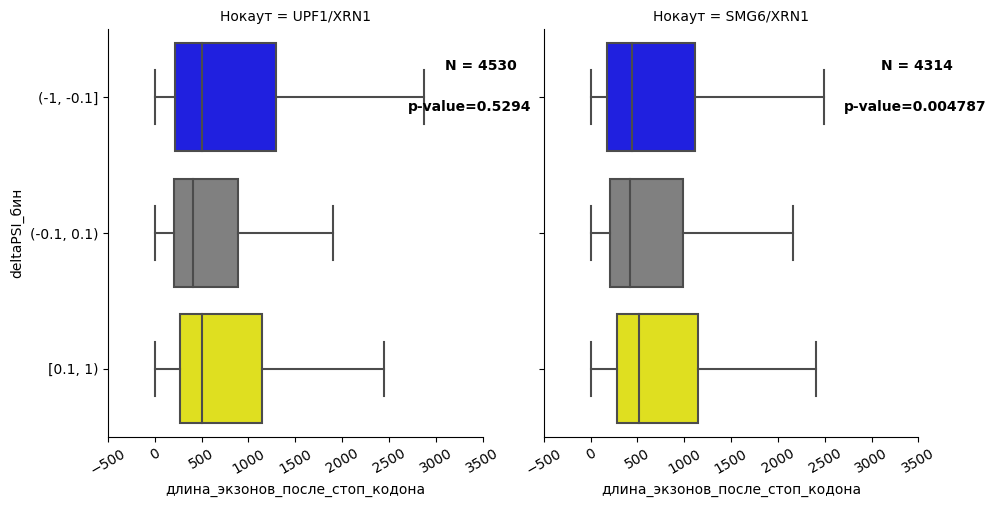 Нокаут = UPF1/XRN1
Нокаут = SMG6/XRN1
N = 4530
p-value=0.5294
N = 4314
p-value=0.004787
deltaPSI_бин
(-1, -0.1]
(-0.1, 0.1)
[0.1, 1)
−500 0 500 1000 1500 2000 2500 3000 3500
−500 0 500 1000 1500 2000 2500 3000 3500
длина_экзонов_после_стоп_кодона
длина_экзонов_после_стоп_кодона